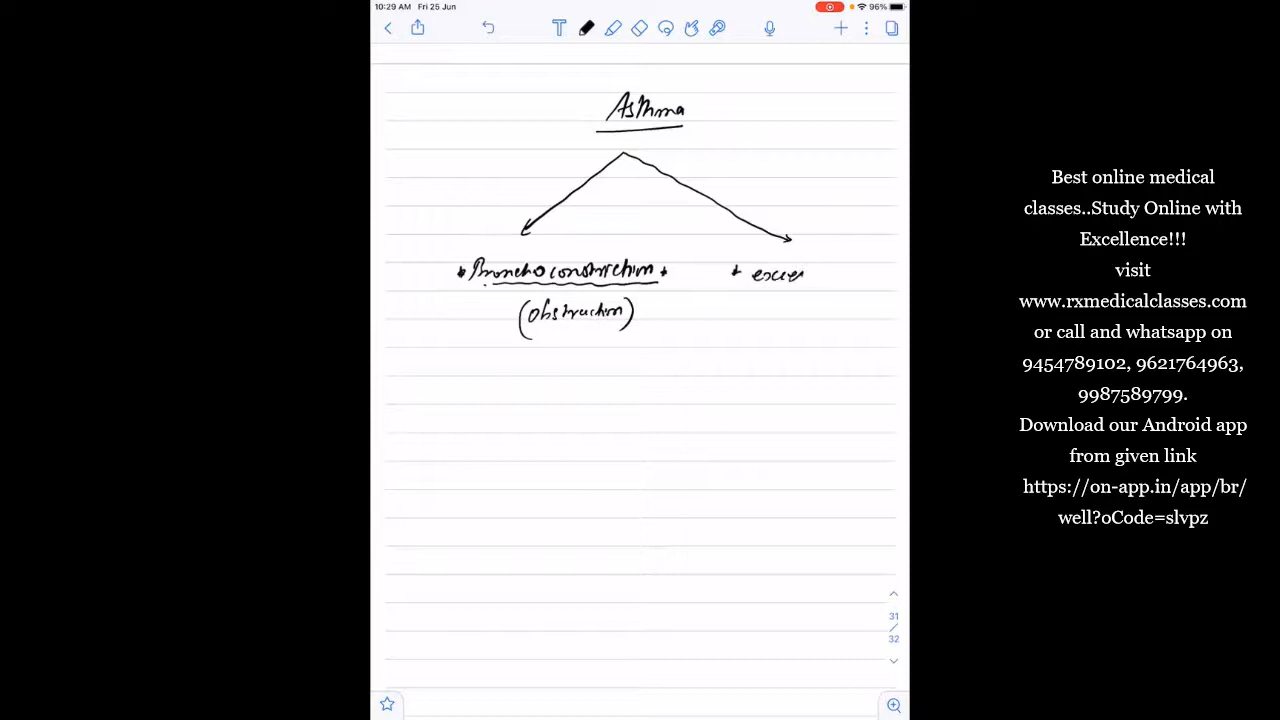 10:29 AM Fri 25 Jun
96%
Asthma
* Bronchoconstriction *
* exces
(Obstruction)
31
32
Best online medical
classes..Study Online with
Excellence!!!
visit
www.rxmedicalclasses.com
or call and whatsapp on
9454789102, 9621764963,
9987589799.
Download our Android app
from given link
https://on-app.in/app/br/
well?oCode=slvpz